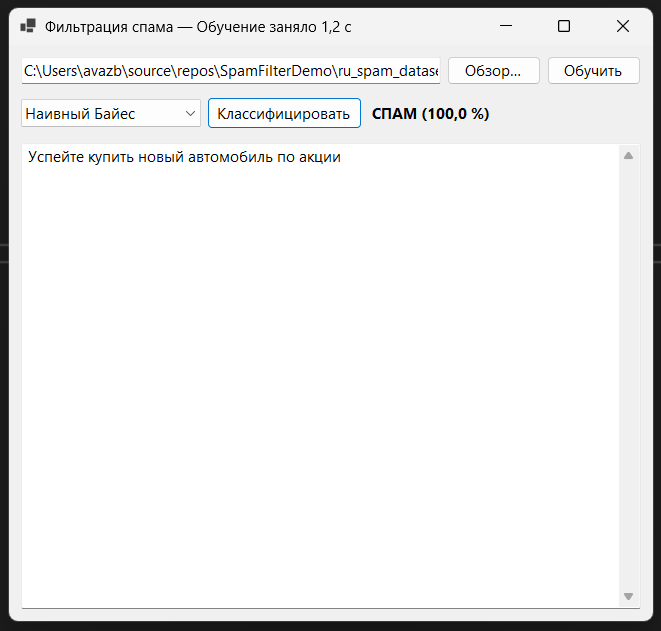 Фильтрация спама — Обучение заняло 1,2 с
C:\Users\avazb\source\repos\SpamFilterDemo\ru_spam_datase
Обзор...
Обучить
Наивный Байес
Классифицировать
СПАМ (100,0 %)
Успейте купить новый автомобиль по акции